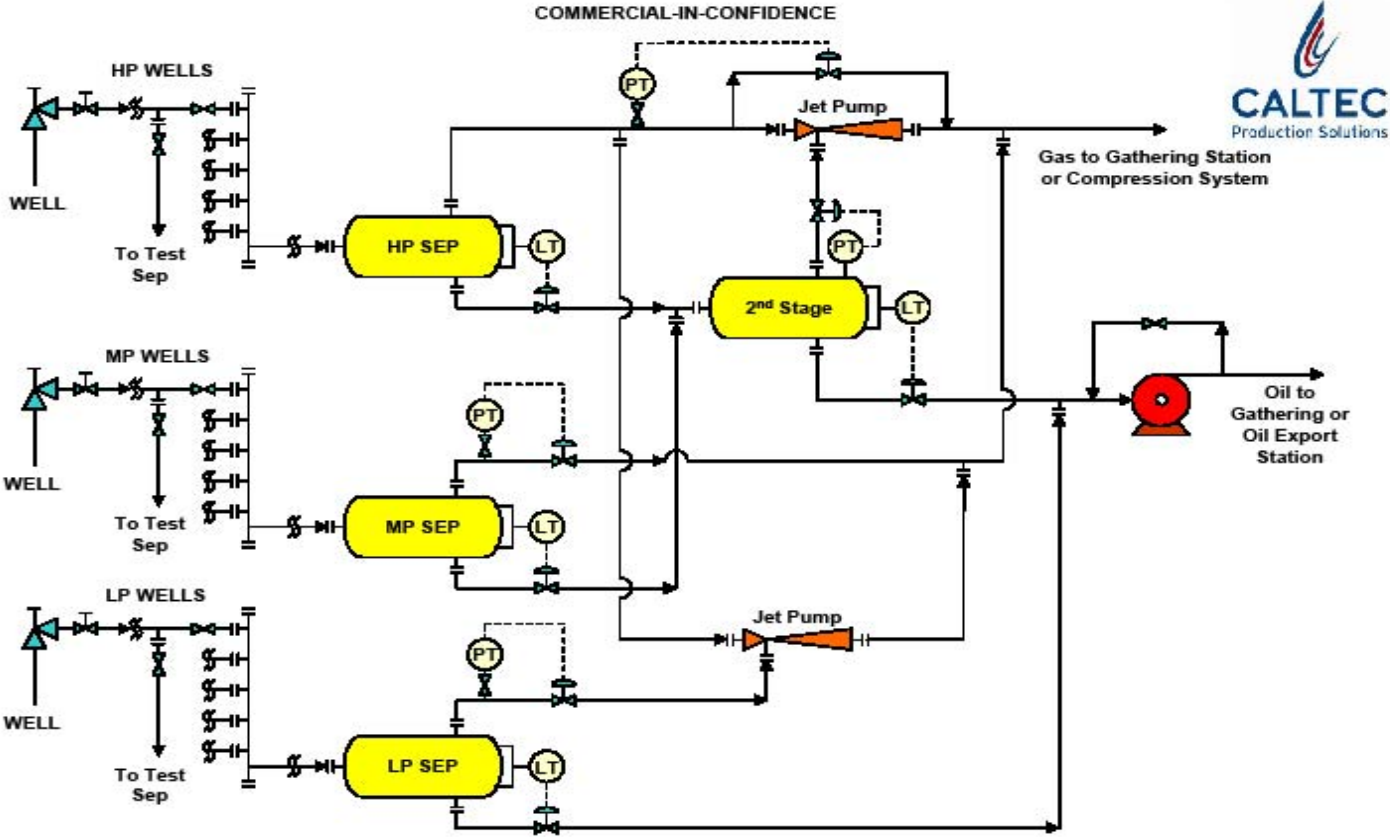 COMMERCIAL-IN-CONFIDENCE
CALTEC
Production Solutions
HP WELLS
PT
Jet Pump
Gas to Gathering Station
or Compression System
WELL
To Test
Sep
HP SEP
LT
PT
2nd Stage
LT
MP WELLS
PT
Oil to
Gathering or
Oil Export
Station
WELL
To Test
Sep
MP SEP
LT
LP WELLS
Jet Pump
PT
WELL
To Test
Sep
LP SEP
LT